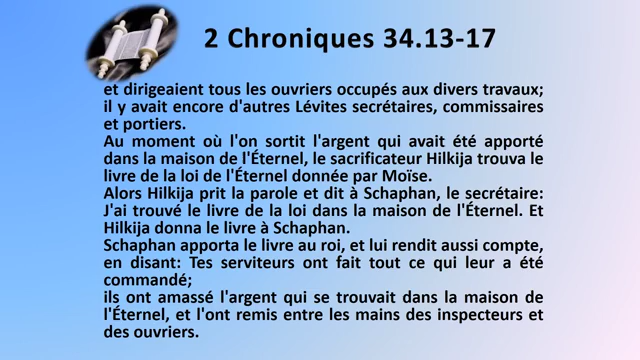 2 Chroniques 34.13-17
et dirigeaient tous les ouvriers occupés aux divers travaux;
il y avait encore d'autres Lévites secrétaires, commissaires
et portiers.
Au moment où l'on sortit l'argent qui avait été apporté
dans la maison de l'Éternel, le sacrificateur Hilkija trouva le
livre de la loi de l'Éternel donnée par Moïse.
Alors Hilkija prit la parole et dit à Schaphan, le secrétaire:
J'ai trouvé le livre de la loi dans la maison de l'Éternel. Et
Hilkija donna le livre à Schaphan.
Schaphan apporta le livre au roi, et lui rendit aussi compte,
en disant: Tes serviteurs ont fait tout ce qui leur a été
commandé;
ils ont amassé l'argent qui se trouvait dans la maison de
l'Éternel, et l'ont remis entre les mains des inspecteurs et
des ouvriers.